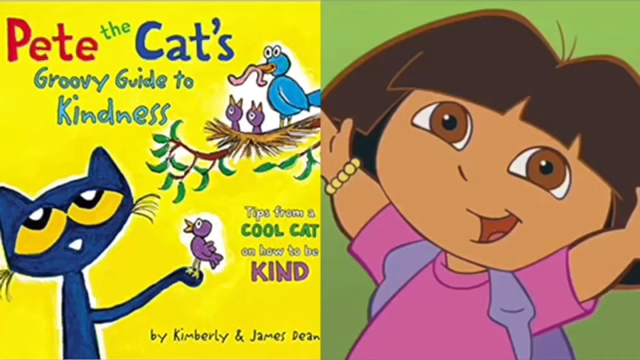 Pete the Cat's
Groovy Guide to
Kindness
Tips from a
COOL CAT
on how to be
KIND
by Kimberly & James Dean